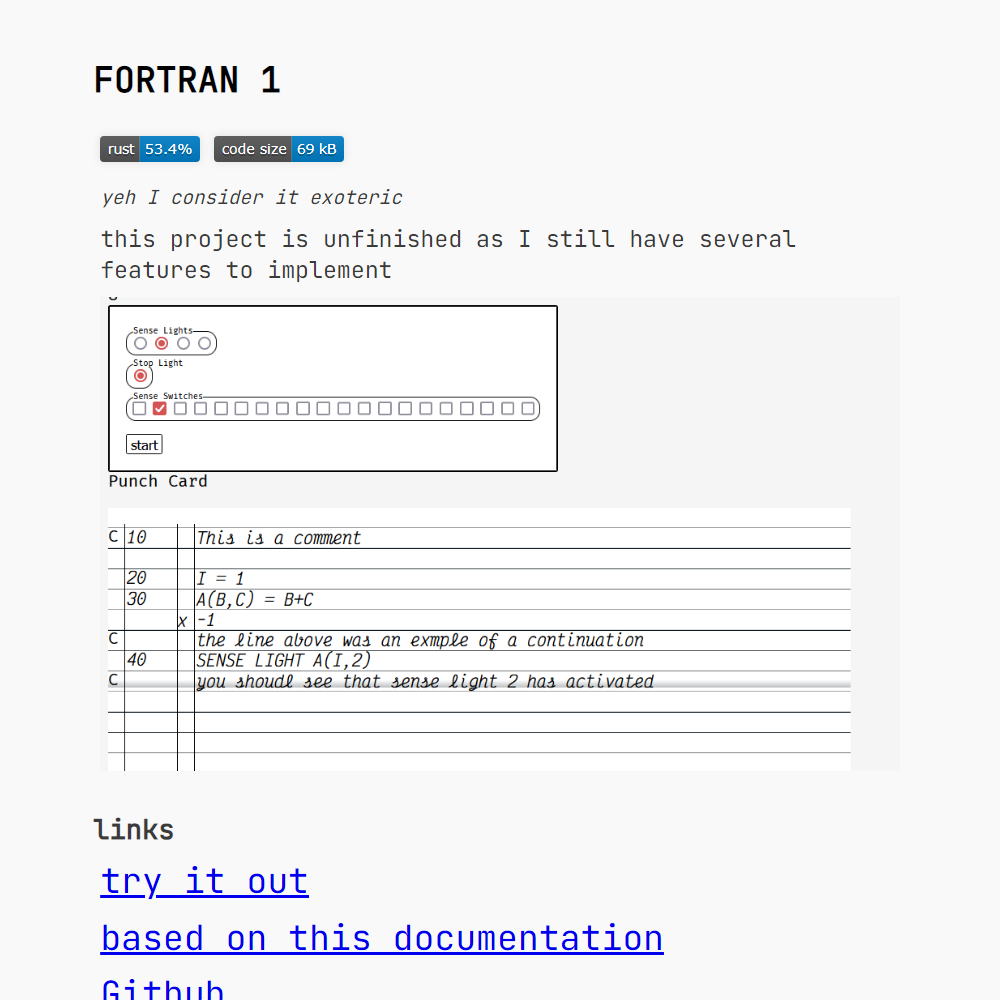 FORTRAN 1
rust 53.4% code size 69 kB
yeh I consider it exoteric
this project is unfinished as I still have several
features to implement
Sense Lights
Stop Light
Sense Switches
start
Punch Card
C 10 This is a comment
20 I = 1
30 A(B,C) = B+C
x -1
C the line above was an exmple of a continuation
40 SENSE LIGHT A(I,2)
C you shoudl see that sense light 2 has activated
links
try it out
based on this documentation
Github